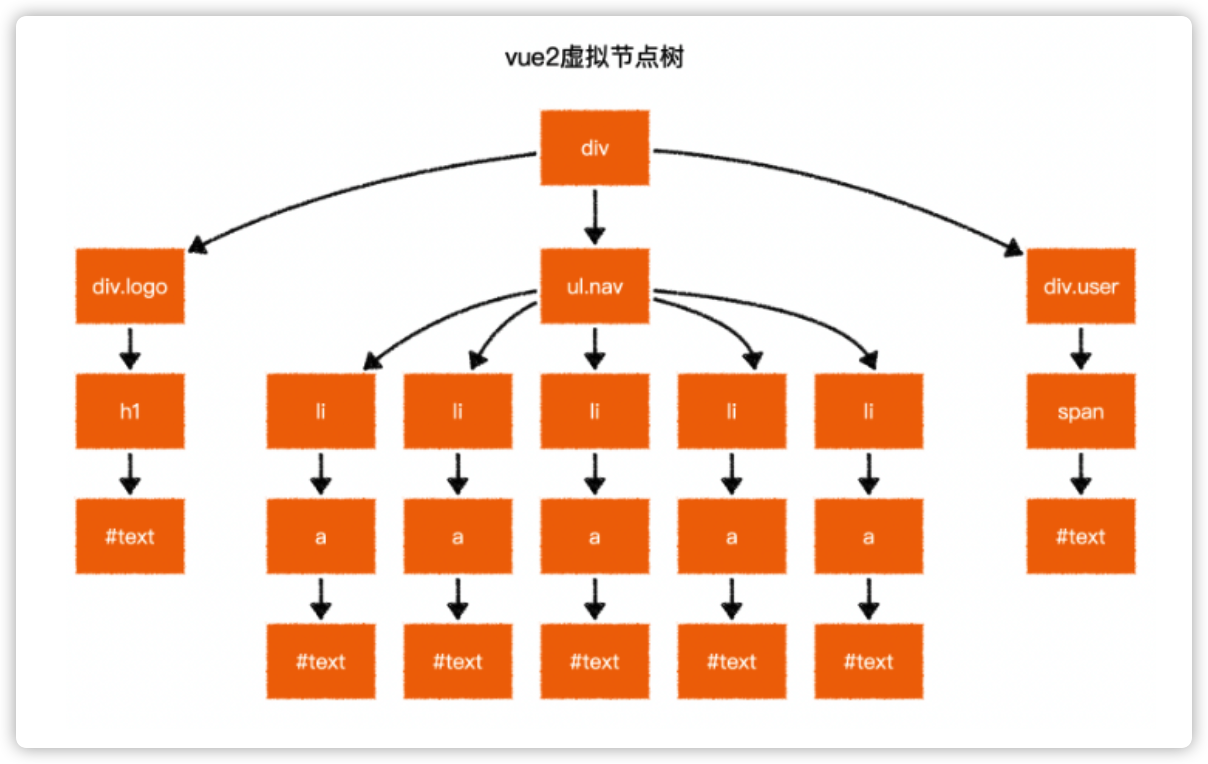 vue2虚拟节点树
div
div.logo
ul.nav
div.user
h1
li
li
li
li
li
span
#text
a
a
a
a
a
#text
#text
#text
#text
#text
#text